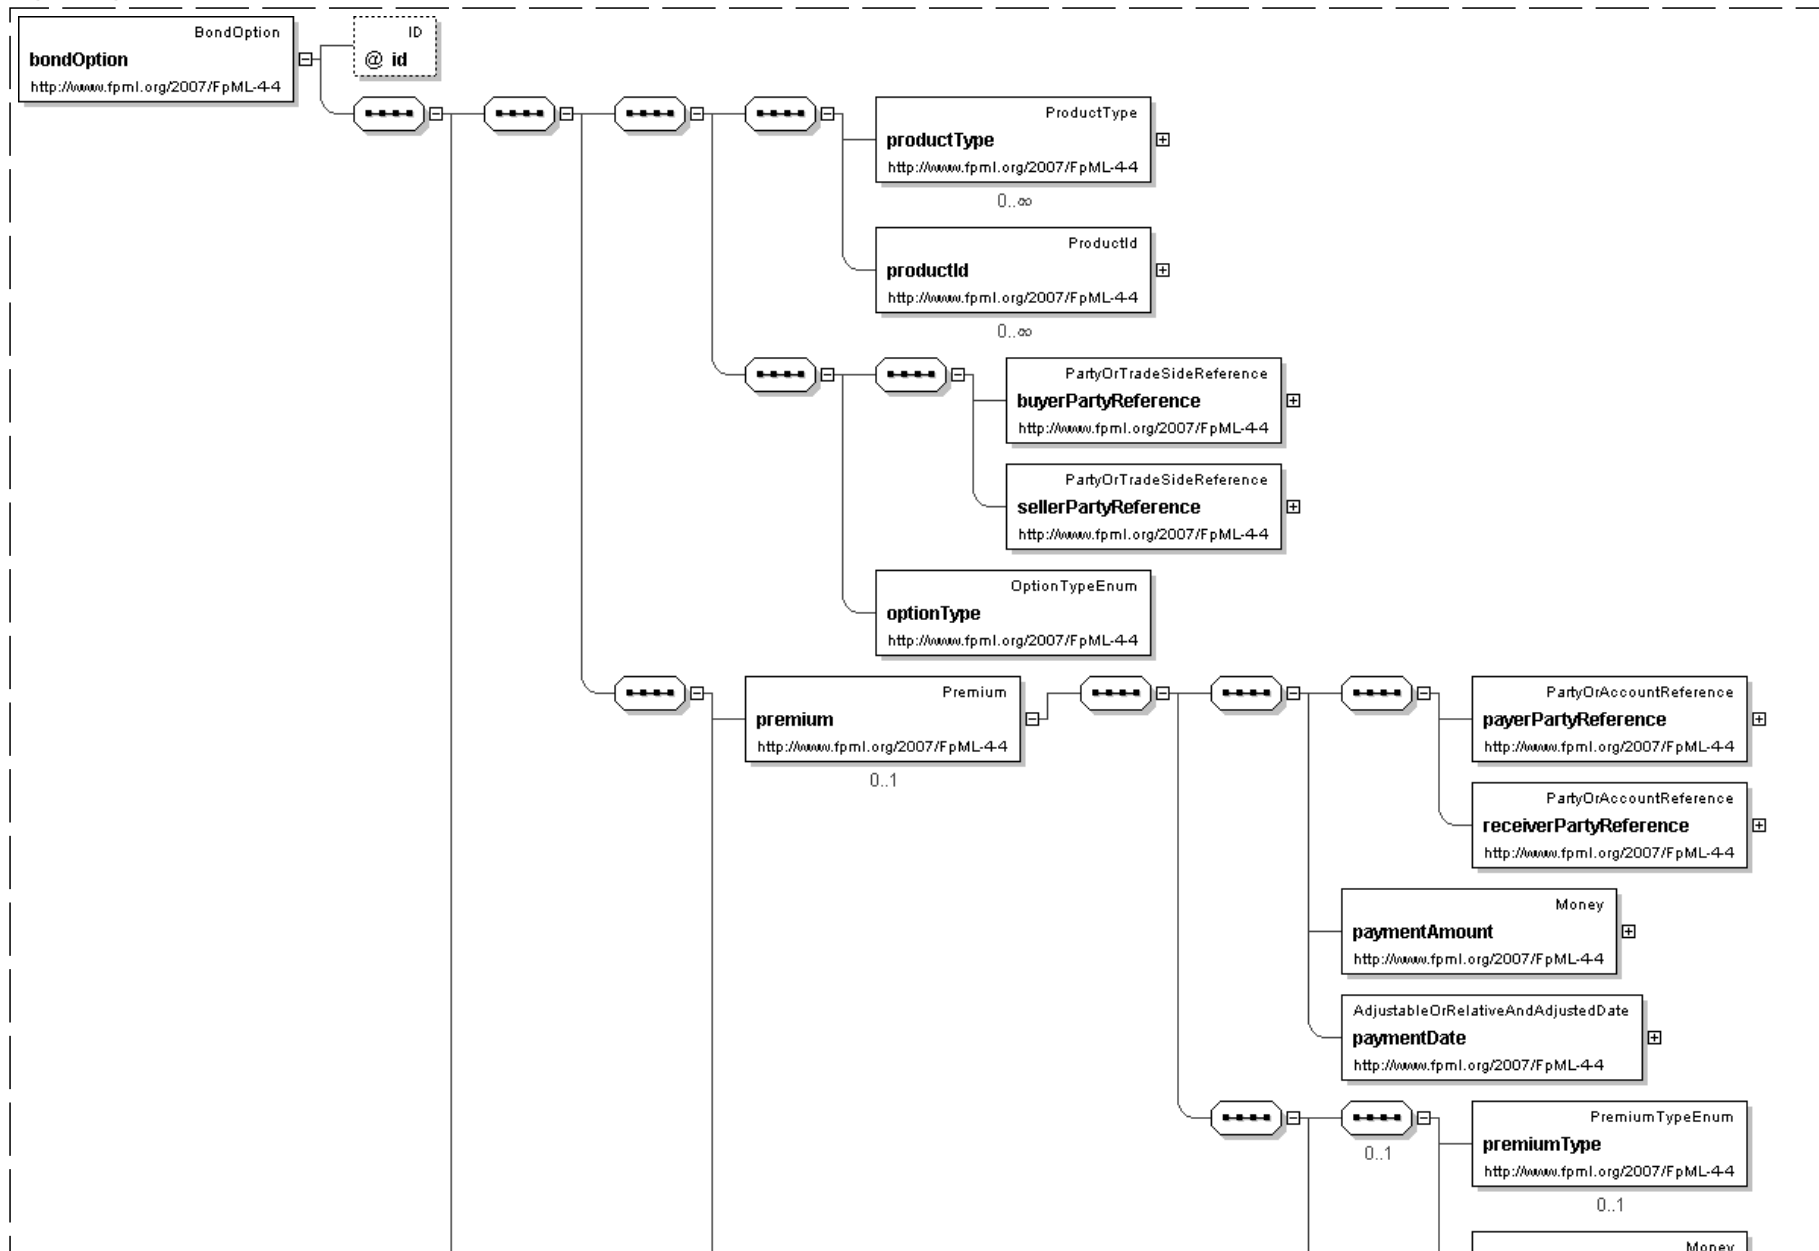 BondOption
bondOption
http://www.fpml.org/2007/FpML-4-4
ID
@ id
ProductType
productType
http://www.fpml.org/2007/FpML-4-4
0..∞
ProductId
productId
http://www.fpml.org/2007/FpML-4-4
0..∞
PartyOrTradeSideReference
buyerPartyReference
http://www.fpml.org/2007/FpML-4-4
PartyOrTradeSideReference
sellerPartyReference
http://www.fpml.org/2007/FpML-4-4
OptionTypeEnum
optionType
http://www.fpml.org/2007/FpML-4-4
Premium
premium
http://www.fpml.org/2007/FpML-4-4
0..1
PartyOrAccountReference
payerPartyReference
http://www.fpml.org/2007/FpML-4-4
PartyOrAccountReference
receiverPartyReference
http://www.fpml.org/2007/FpML-4-4
Money
paymentAmount
http://www.fpml.org/2007/FpML-4-4
AdjustableOrRelativeAndAdjustedDate
paymentDate
http://www.fpml.org/2007/FpML-4-4
0..1
PremiumTypeEnum
premiumType
http://www.fpml.org/2007/FpML-4-4
0..1
Money